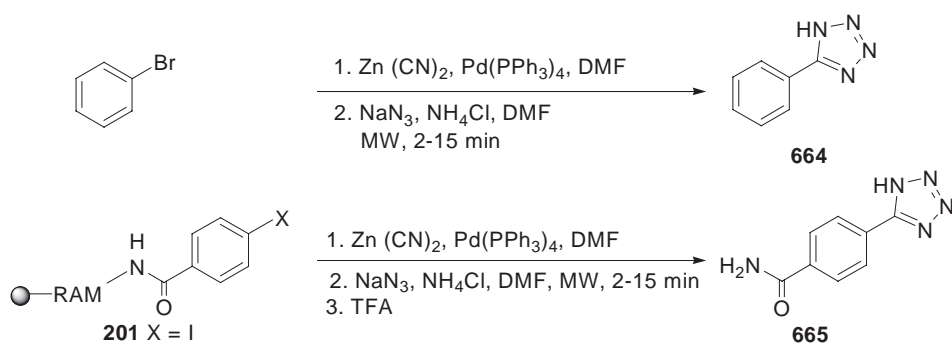 Br
1. Zn (CN)2, Pd(PPh3)4, DMF
2. NaN3, NH4Cl, DMF
MW, 2-15 min
HN N N N
664
RAM H N O X
201 X = I
1. Zn (CN)2, Pd(PPh3)4, DMF
2. NaN3, NH4Cl, DMF, MW, 2-15 min
3. TFA
HN N N N
H2N O
665